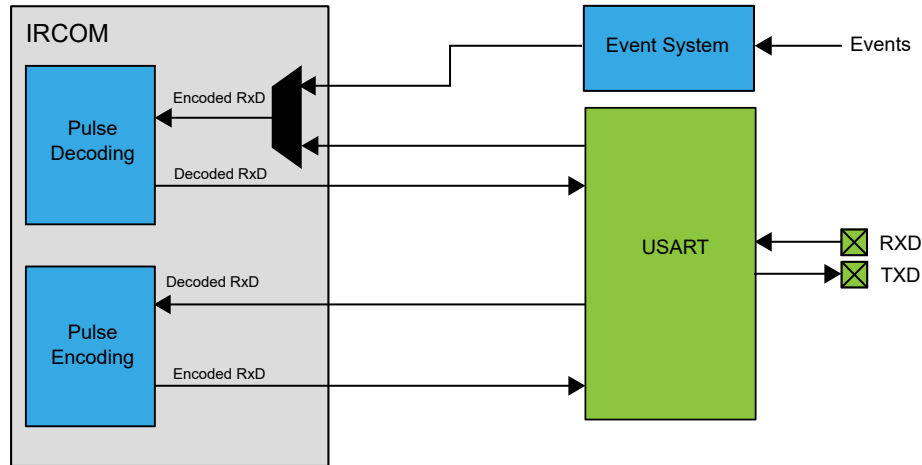 IRCOM
Event System
Events
Encoded RxD
Pulse
Decoding
Decoded RxD
USART
RXD
TXD
Decoded RxD
Pulse
Encoding
Encoded RxD